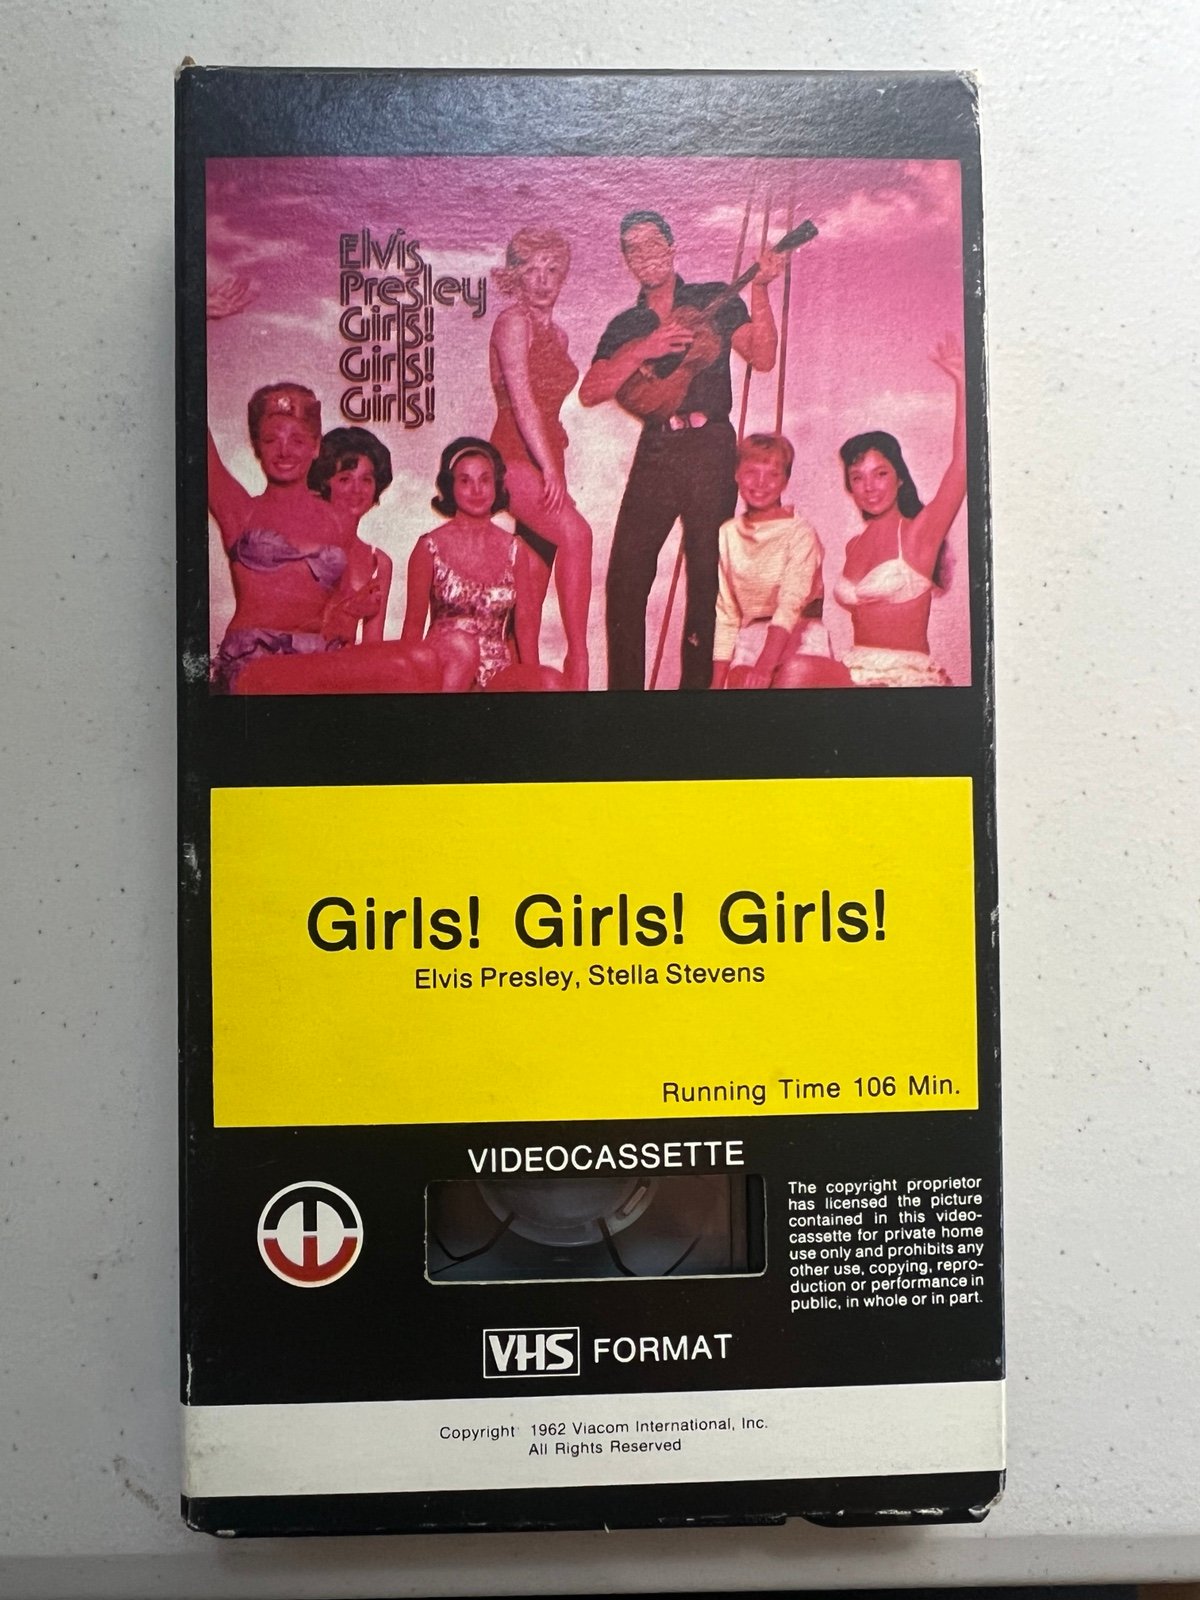 Elvis
Presley
Girls!
Girls!
Girls!
Girls! Girls! Girls!
Elvis Presley, Stella Stevens
Running Time 106 Min.
VIDEOCASSETTE
The copyright proprietor
has licensed the picture
contained in this video-
cassette for private home
use only and prohibits any
other use, copying, repro-
duction or performance in
public, in whole or in part.
VHS FORMAT
Copyright 1962 Viacom International, Inc.
All Rights Reserved